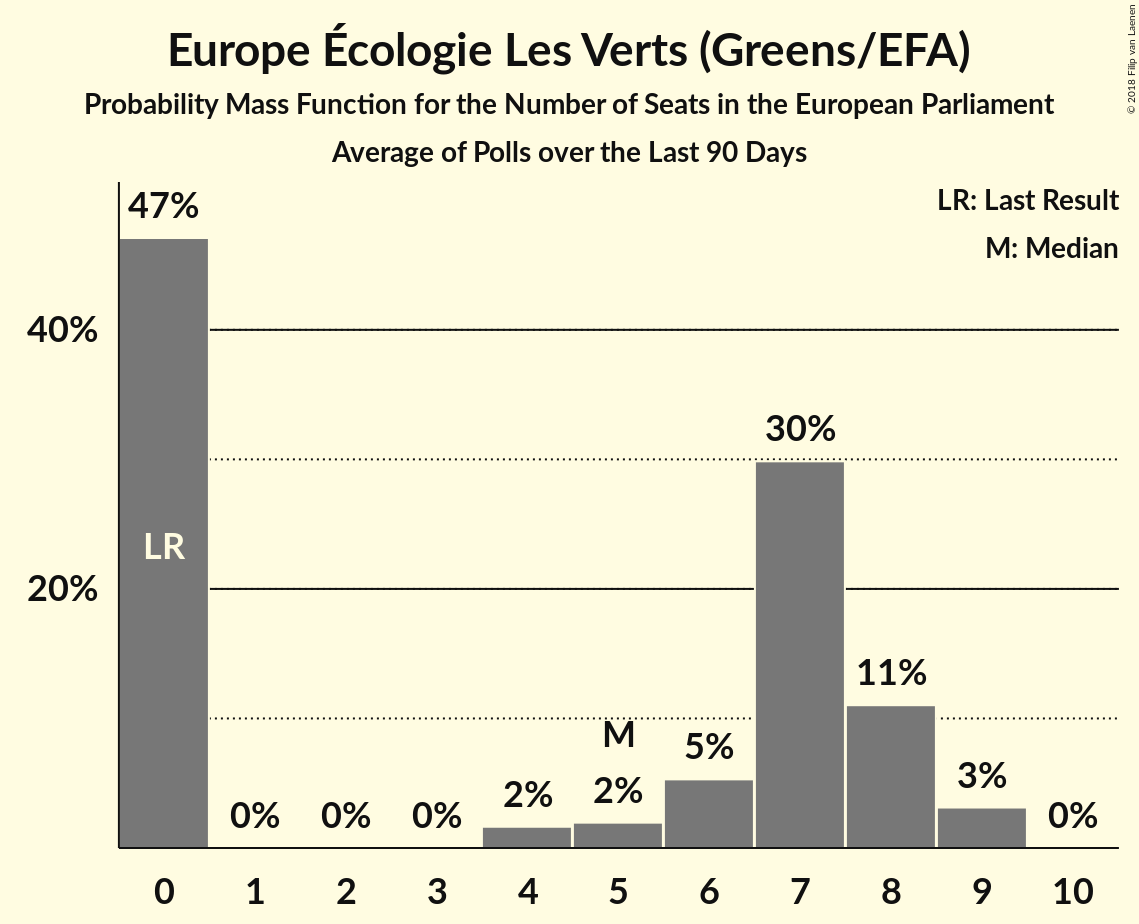 Europe Écologie Les Verts (Greens/EFA)
Probability Mass Function for the Number of Seats in the European Parliament
Average of Polls over the Last 90 Days
© 2018 Filip van Laenen
LR: Last Result
M: Median
47%
40%
30%
20%
LR
11%
M
5%
3%
2%
2%
0%
0%
0%
0%
0 1 2 3 4 5 6 7 8 9 10